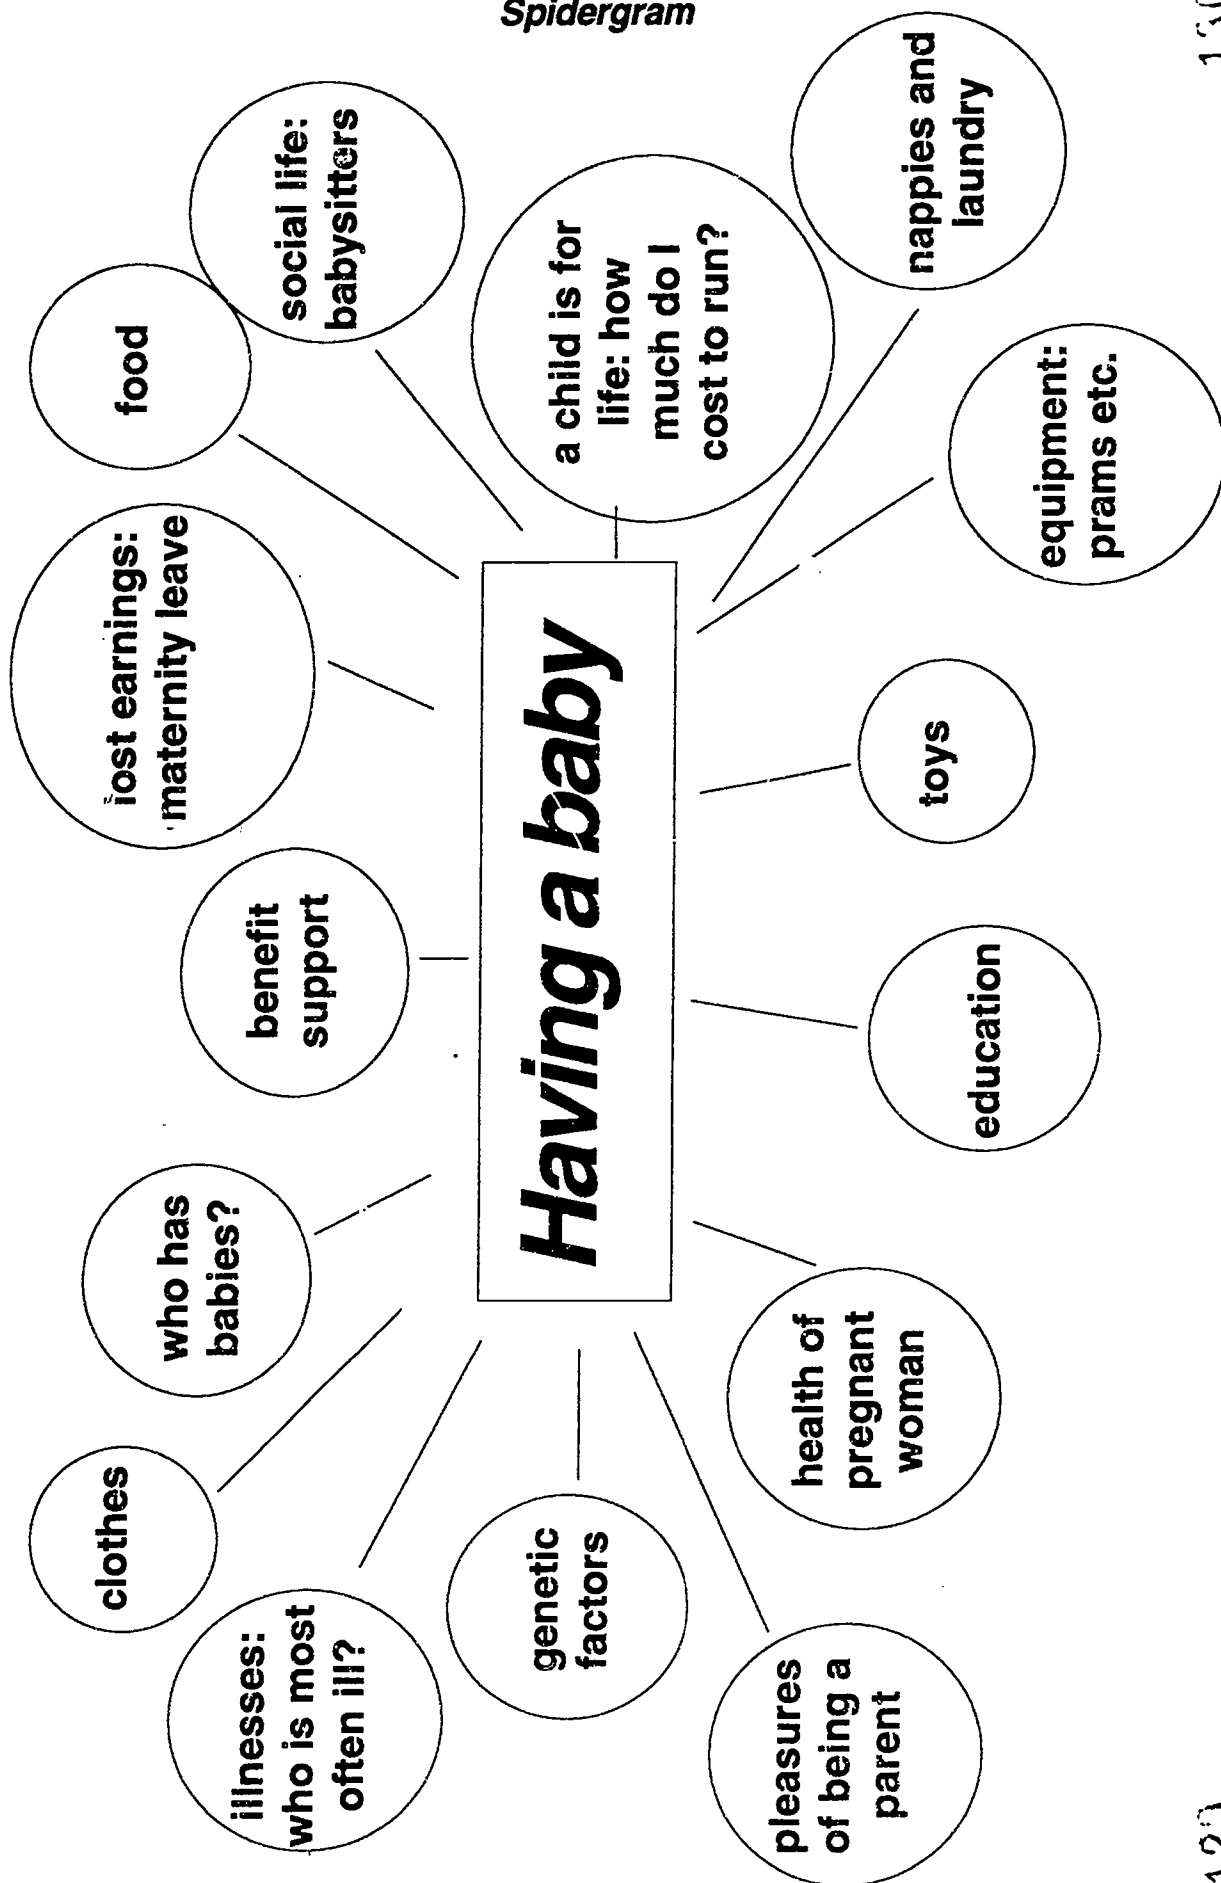 Spidergram
clothes
who has
babies?
benefit
support
lost earnings:
maternity leave
food
social life:
babysitters
illnesses:
who is most
often ill?
genetic
factors
Having a baby
a child is for
life: how
much do I
cost to run?
pleasures
of being a
parent
health of
pregnant
woman
education
toys
equipment:
prams etc.
nappies and
laundry